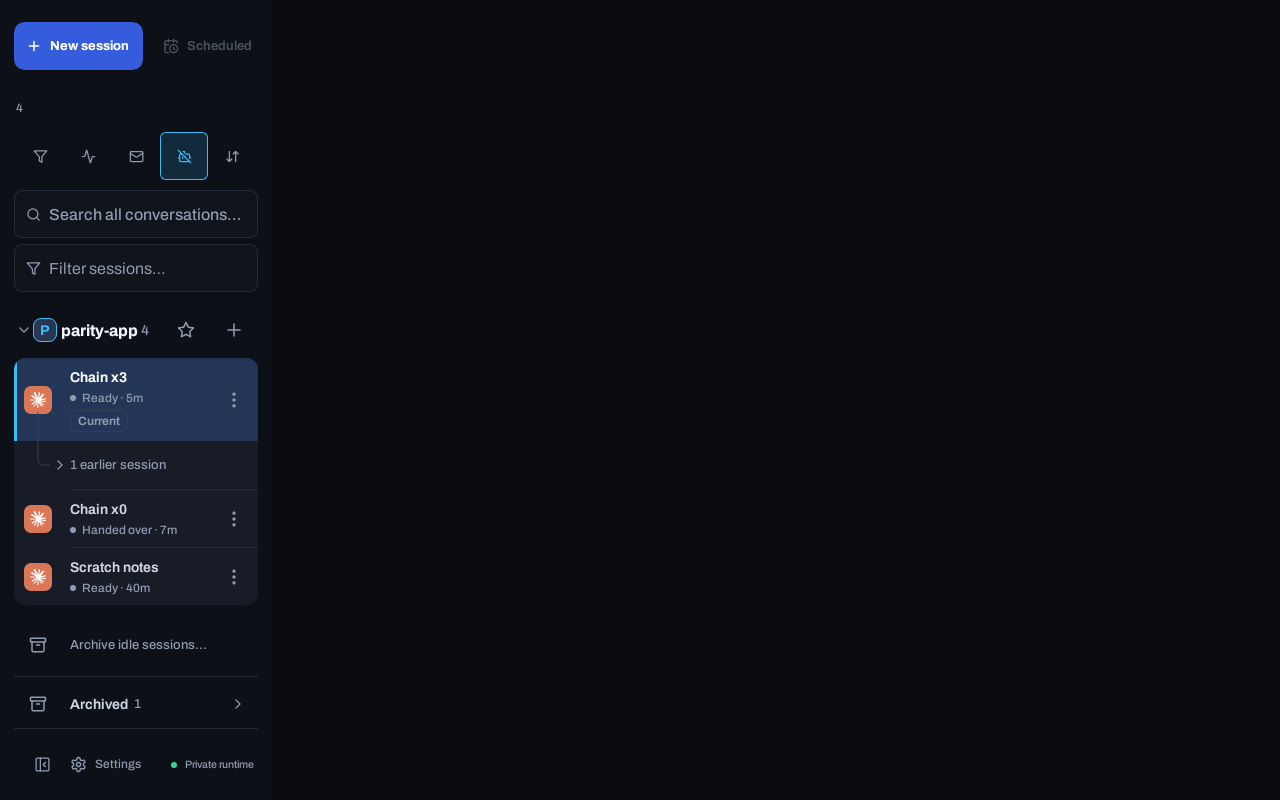 New session
Scheduled
4
Search all conversations...
Filter sessions...
P parity-app 4
Chain x3
Ready · 5m
Current
1 earlier session
Chain x0
Handed over · 7m
Scratch notes
Ready · 40m
Archive idle sessions...
Archived 1
Settings
Private runtime